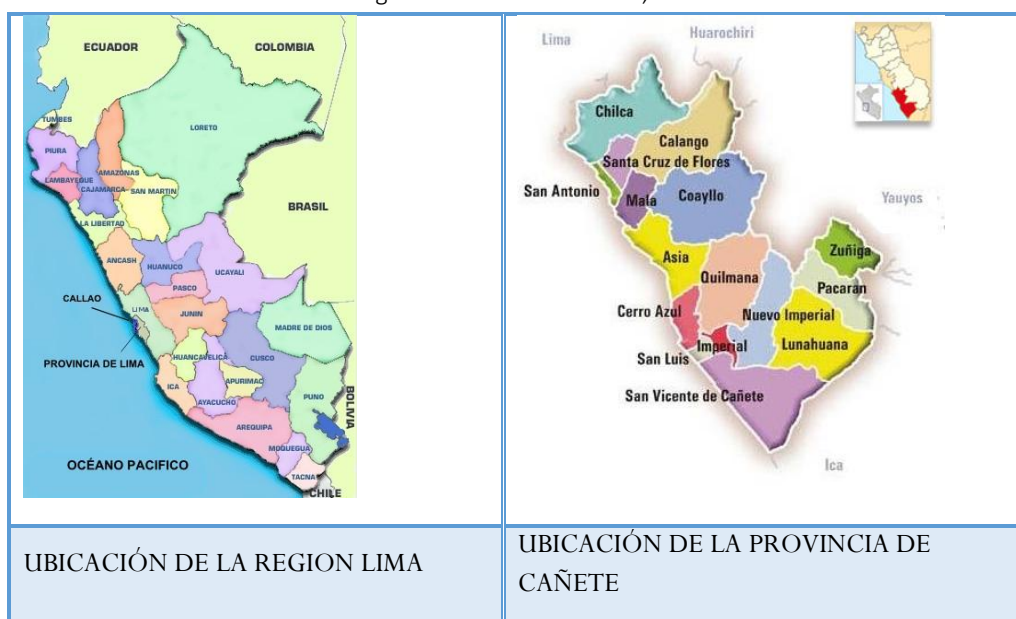 ECUADOR
COLOMBIA
TUMBES
LORETO
PIURA
AMAZONAS
LAMBAYEQUE
CAJAMARCA
SAN MARTIN
BRASIL
LA LIBERTAD
ANCASH
HUANUCO
UCAYALI
PASCO
CALLAO
LIMA
JUNIN
MADRE DE DIOS
PROVINCIA DE LIMA
HUANCAVELICA
CUSCO
ICA
APURIMAC
PUNO
AYACUCHO
BOLIVIA
AREQUIPA
MOQUEGUA
OCÉANO PACIFICO
TACNA
CHILE
Lima
Huarochiri
Chilca
Calango
Santa Cruz de Flores
San Antonio
Mala
Coayllo
Yauyos
Asia
Zuñiga
Quilmana
Pacaran
Cerro Azul
Nuevo Imperial
Imperial
Lunahuana
San Luis
San Vicente de Cañete
Ica
UBICACIÓN DE LA REGION LIMA
UBICACIÓN DE LA PROVINCIA DE
CAÑETE